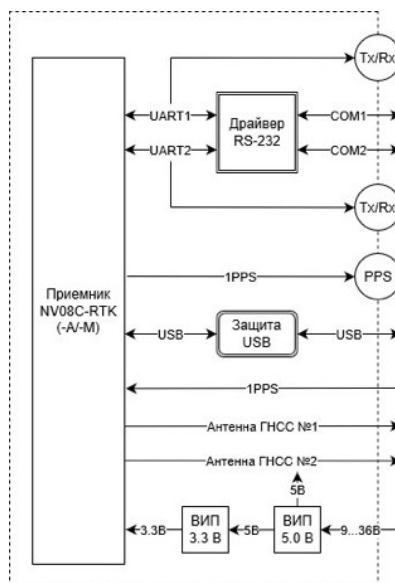 Tx/Rx
UART1
Драйвер
RS-232
COM1
UART2
COM2
Tx/Rx
Приемник
NV08C-RTK
(-A/-M)
1PPS
PPS
USB
Защита
USB
USB
1PPS
Антенна ГНСС №1
Антенна ГНСС №2
5В
3.3В
ВИП
3.3 В
5В
ВИП
5.0 В
9...36В